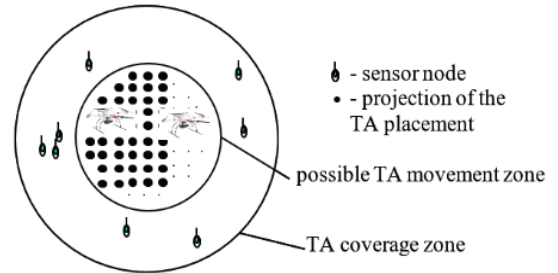 - sensor node
- projection of the
TA placement
possible TA movement zone
TA coverage zone